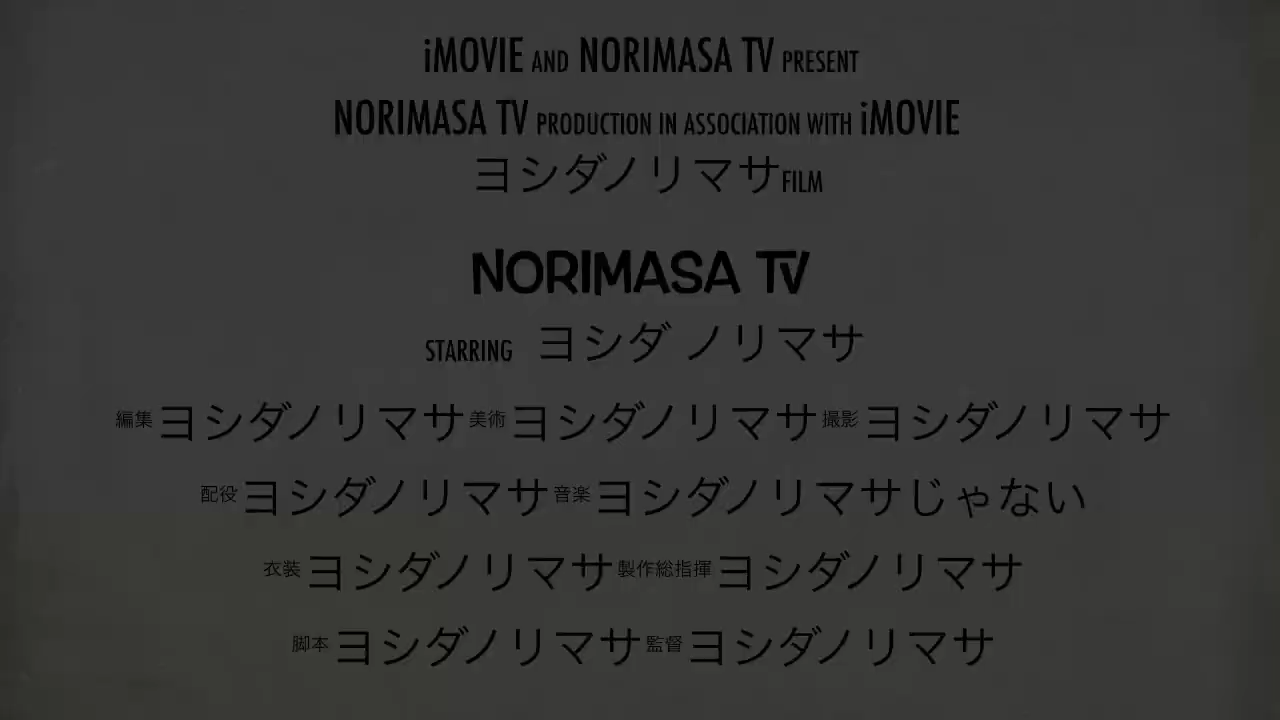 iMOVIE AND NORIMASA TV PRESENT
NORIMASA TV PRODUCTION IN ASSOCIATION WITH iMOVIE
ヨシダノリマサ FILM
NORIMASA TV
STARRING ヨシダ ノリマサ
編集 ヨシダノリマサ 美術 ヨシダノリマサ 撮影 ヨシダノリマサ
配役 ヨシダノリマサ 音楽 ヨシダノリマサじゃない
衣装 ヨシダノリマサ 製作総指揮 ヨシダノリマサ
脚本 ヨシダノリマサ 監督 ヨシダノリマサ